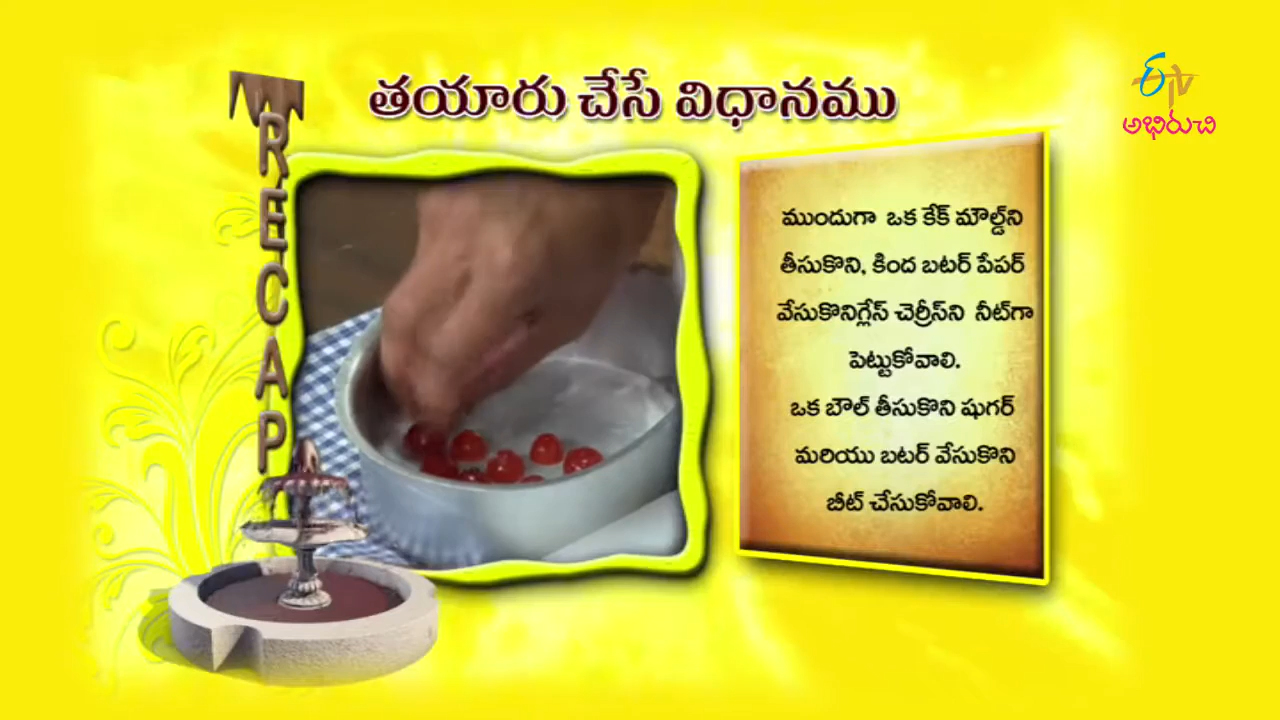 తయారు చేసే విధానము
ETV
అభిరుచి
RECAP
ముందుగా ఒక కేక్ మౌల్డ్‌ని
తీసుకొని, కింద బటర్ పేపర్
వేసుకొనిగ్లేస్ చెర్రీస్‌ని నీట్‌గా
పెట్టుకోవాలి.
ఒక బౌల్ తీసుకొని షుగర్
మరియు బటర్ వేసుకొని
బీట్ చేసుకోవాలి.